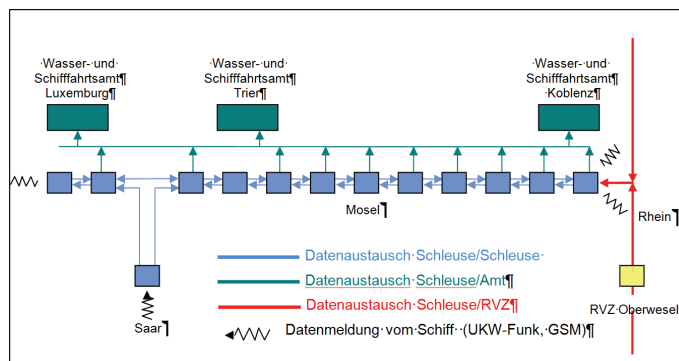 ·Wasser-·und
Schifffahrtsamt¶
Luxemburg¶
·Wasser-·und
Schifffahrtsamt¶
Trier¶
·Wasser-·und
Schifffahrtsamt¶
·Koblenz¶
Mosel¶
Rhein¶
Datenaustausch·Schleuse/Schleuse·
Datenaustausch·Schleuse/Amt¶
Datenaustausch·Schleuse/RVZ¶
RVZ·Oberwesel
Saar¶
Datenmeldung·vom·Schiff··(UKW-Funk,·GSM)¶